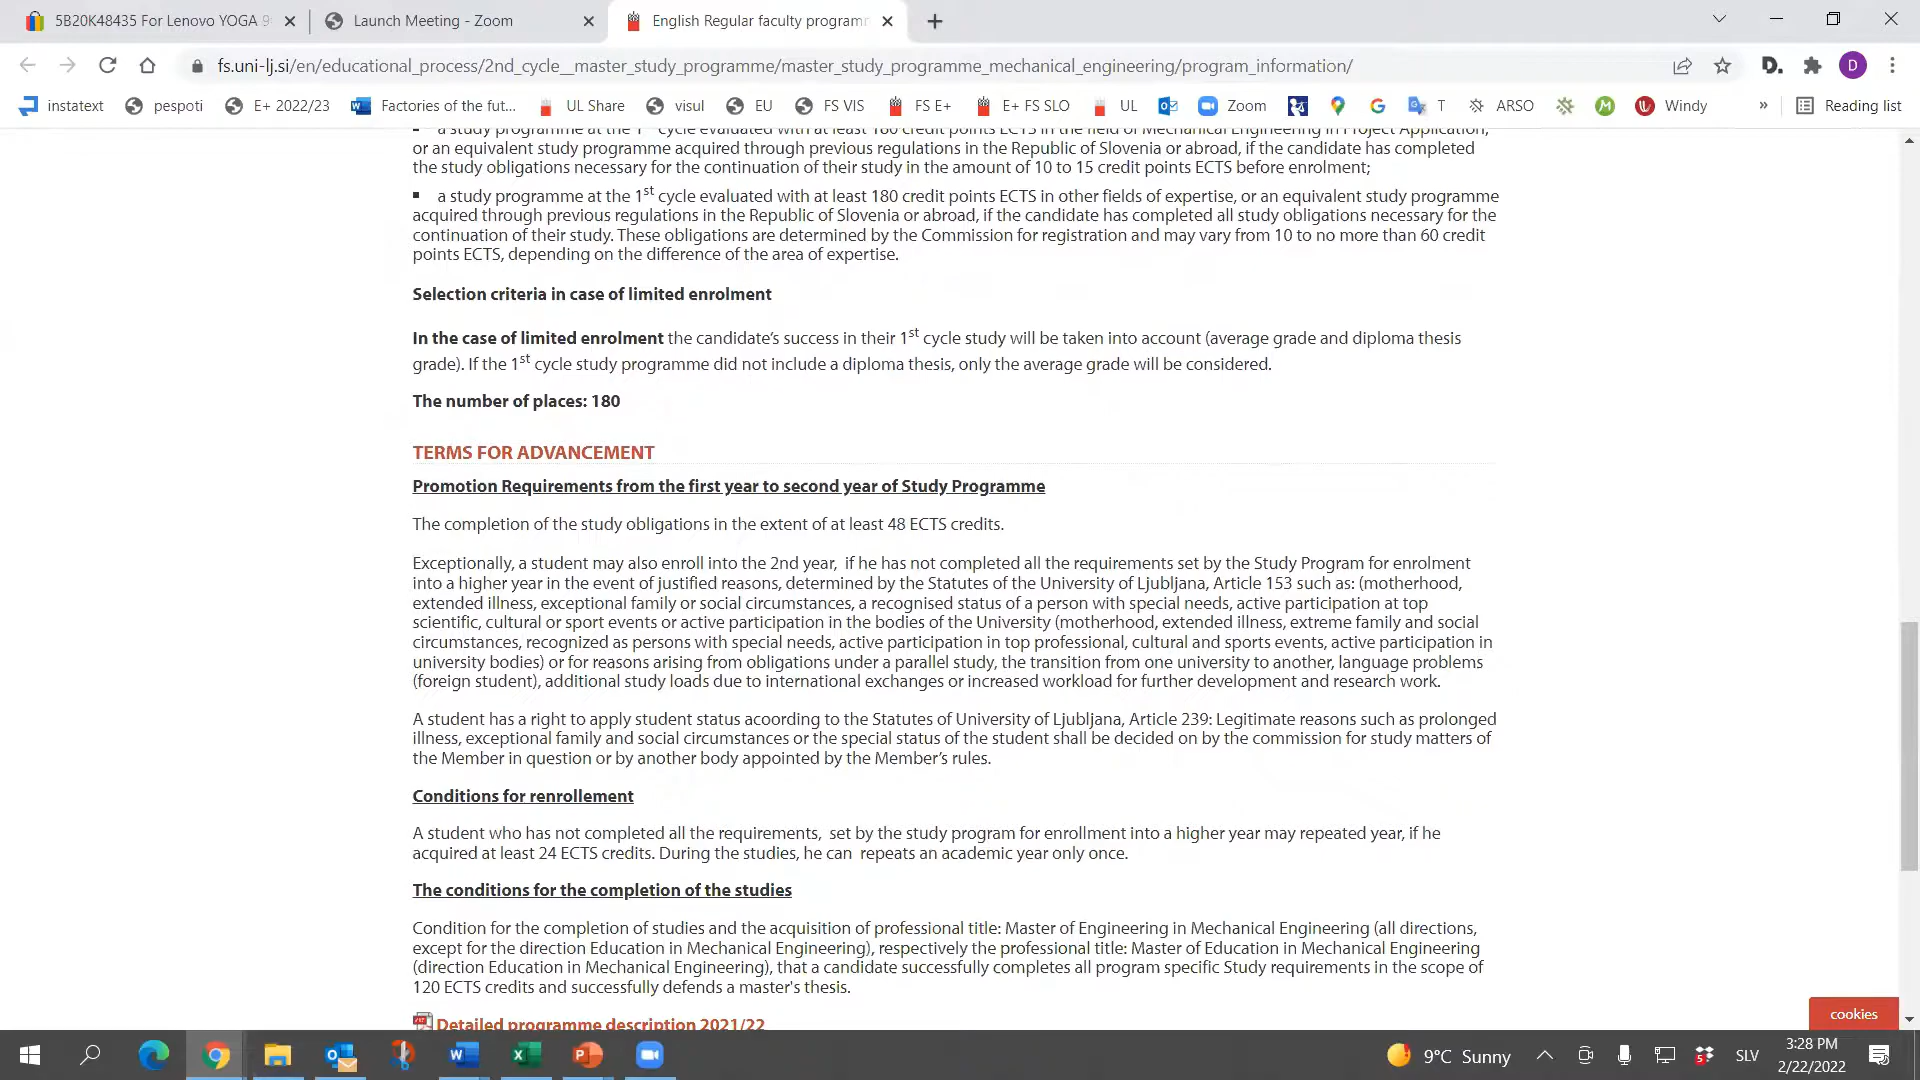 5B20K48435 For Lenovo YOGA 9
Launch Meeting - Zoom
English Regular faculty program
fs.uni-lj.si/en/educational_process/2nd_cycle__master_study_programme/master_study_programme_mechanical_engineering/program_information/
D. D
instatext pespoti E+ 2022/23 Factories of the fut... UL Share visul EU FS VIS FS E+ E+ FS SLO UL Zoom T ARSO Windy » Reading list
a study programme at the 1st cycle evaluated with at least 180 credit points ECTS in the field of Mechanical Engineering in Project Application,
or an equivalent study programme acquired through previous regulations in the Republic of Slovenia or abroad, if the candidate has completed
the study obligations necessary for the continuation of their study in the amount of 10 to 15 credit points ECTS before enrolment;
a study programme at the 1st cycle evaluated with at least 180 credit points ECTS in other fields of expertise, or an equivalent study programme
acquired through previous regulations in the Republic of Slovenia or abroad, if the candidate has completed all study obligations necessary for the
continuation of their study. These obligations are determined by the Commission for registration and may vary from 10 to no more than 60 credit
points ECTS, depending on the difference of the area of expertise.
Selection criteria in case of limited enrolment
In the case of limited enrolment the candidate's success in their 1st cycle study will be taken into account (average grade and diploma thesis
grade). If the 1st cycle study programme did not include a diploma thesis, only the average grade will be considered.
The number of places: 180
TERMS FOR ADVANCEMENT
Promotion Requirements from the first year to second year of Study Programme
The completion of the study obligations in the extent of at least 48 ECTS credits.
Exceptionally, a student may also enroll into the 2nd year, if he has not completed all the requirements set by the Study Program for enrolment
into a higher year in the event of justified reasons, determined by the Statutes of the University of Ljubljana, Article 153 such as: (motherhood,
extended illness, exceptional family or social circumstances, a recognised status of a person with special needs, active participation at top
scientific, cultural or sport events or active participation in the bodies of the University (motherhood, extended illness, extreme family and social
circumstances, recognized as persons with special needs, active participation in top professional, cultural and sports events, active participation in
university bodies) or for reasons arising from obligations under a parallel study, the transition from one university to another, language problems
(foreign student), additional study loads due to international exchanges or increased workload for further development and research work.
A student has a right to apply student status acoording to the Statutes of University of Ljubljana, Article 239: Legitimate reasons such as prolonged
illness, exceptional family and social circumstances or the special status of the student shall be decided on by the commission for study matters of
the Member in question or by another body appointed by the Member's rules.
Conditions for renrollement
A student who has not completed all the requirements, set by the study program for enrollment into a higher year may repeated year, if he
acquired at least 24 ECTS credits. During the studies, he can repeats an academic year only once.
The conditions for the completion of the studies
Condition for the completion of studies and the acquisition of professional title: Master of Engineering in Mechanical Engineering (all directions,
except for the direction Education in Mechanical Engineering), respectively the professional title: Master of Education in Mechanical Engineering
(direction Education in Mechanical Engineering), that a candidate successfully completes all program specific Study requirements in the scope of
120 ECTS credits and successfully defends a master's thesis.
Detailed programme description 2021/22
cookies
9°C Sunny
5
SLV
3:28 PM
2/22/2022